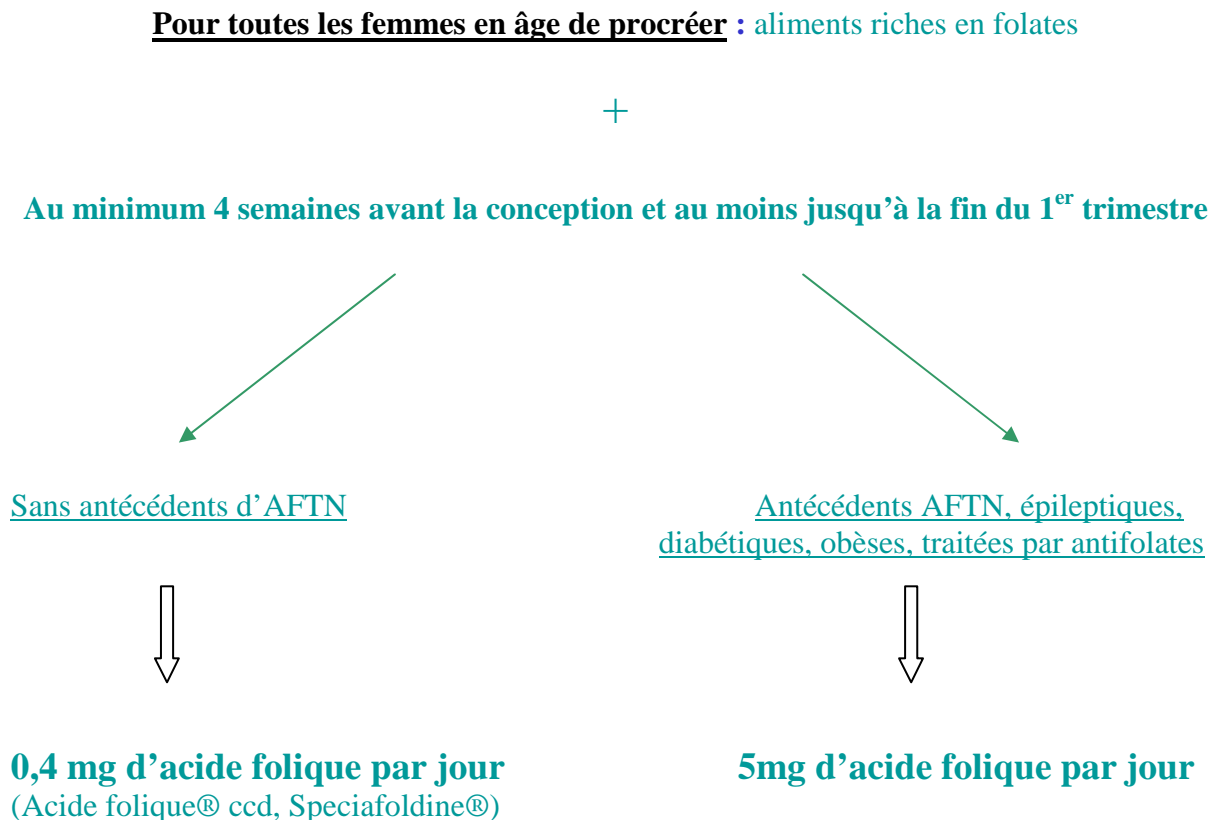 Pour toutes les femmes en âge de procréer : aliments riches en folates
+
Au minimum 4 semaines avant la conception et au moins jusqu’à la fin du 1er trimestre
Sans antécédents d’AFTN
Antécédents AFTN, épileptiques,
diabétiques, obèses, traitées par antifolates
0,4 mg d’acide folique par jour
(Acide folique® ccd, Speciafoldine®)
5mg d’acide folique par jour